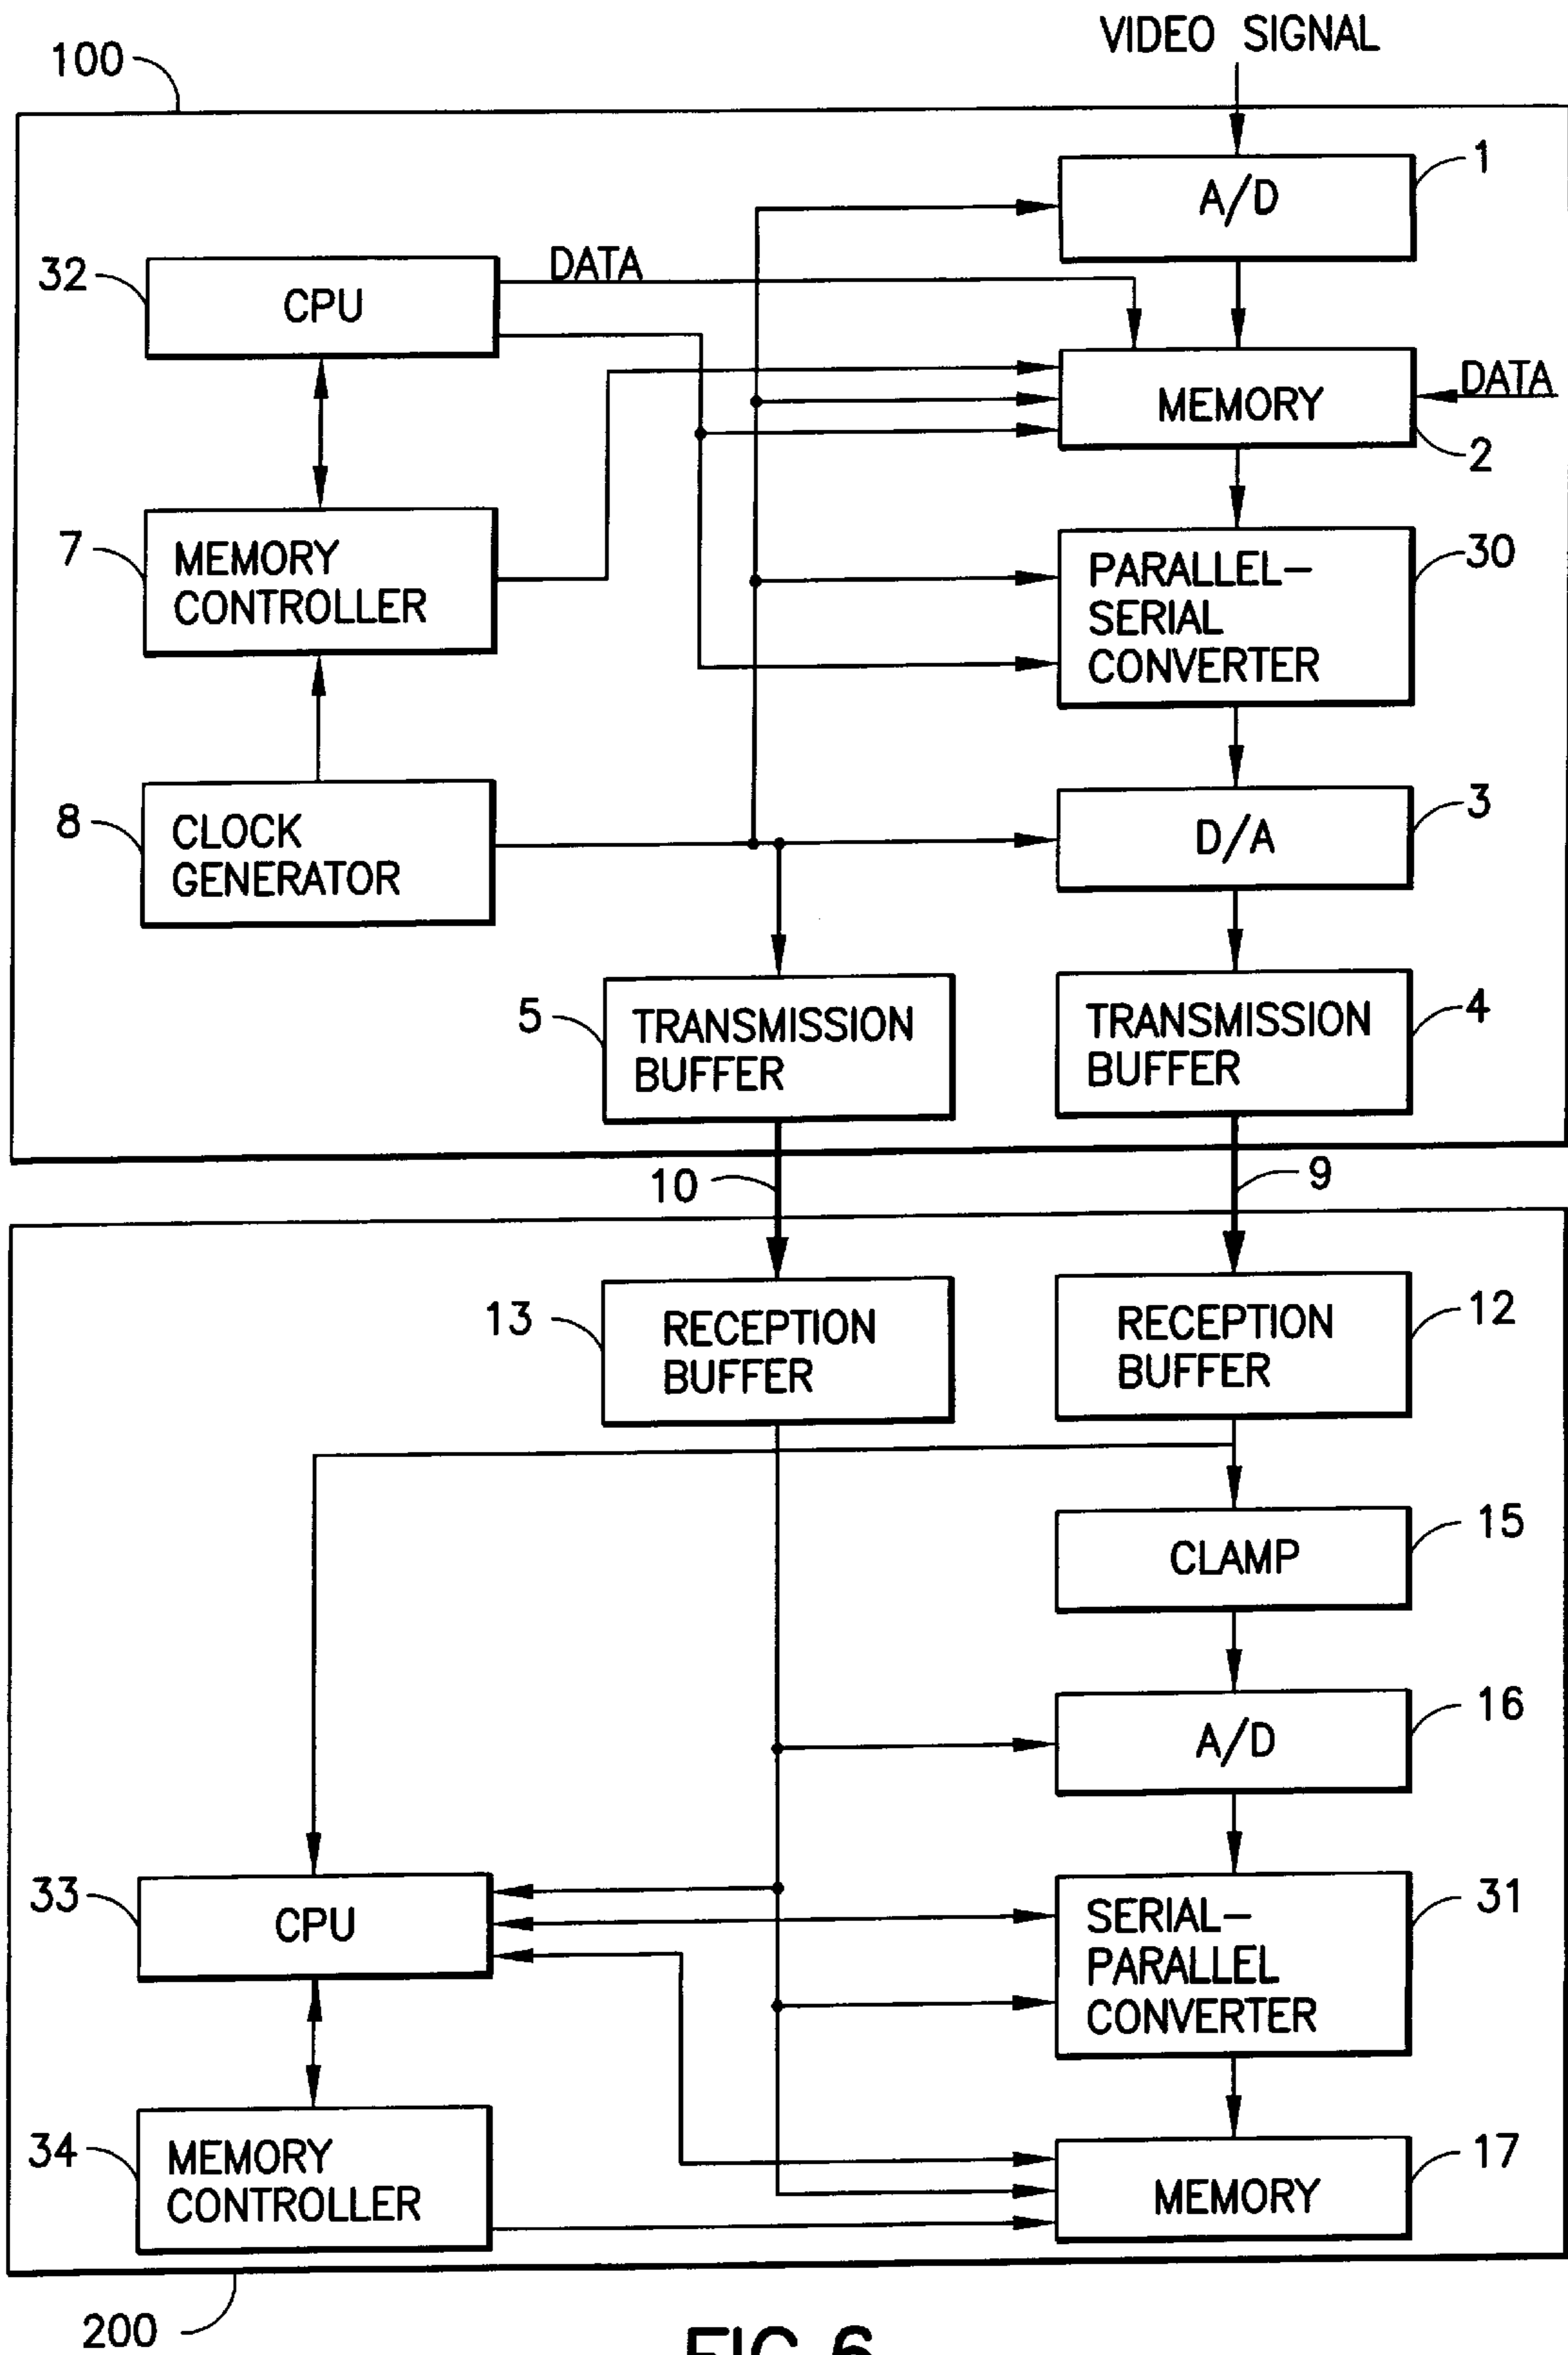 VIDEO SIGNAL
100
A/D
1
32
CPU
DATA
MEMORY
DATA
2
7
MEMORY
CONTROLLER
PARALLEL-
SERIAL
CONVERTER
30
8
CLOCK
GENERATOR
D/A
3
5
TRANSMISSION
BUFFER
TRANSMISSION
BUFFER
4
10
9
13
RECEPTION
BUFFER
RECEPTION
BUFFER
12
CLAMP
15
A/D
16
33
CPU
SERIAL-
PARALLEL
CONVERTER
31
34
MEMORY
CONTROLLER
MEMORY
17
200
FIG.6